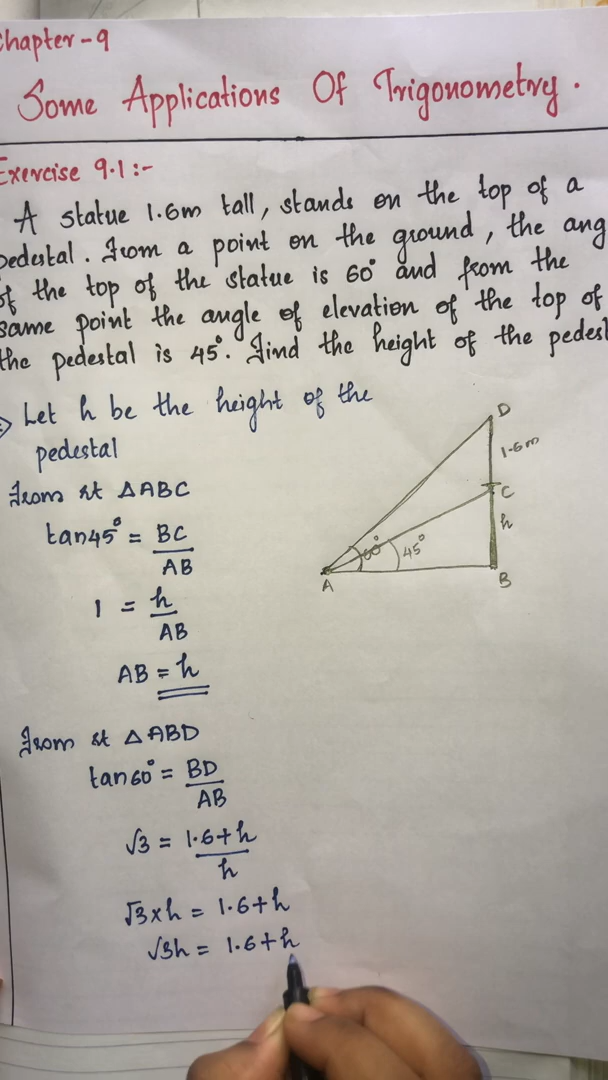 Chapter-9
Some Applications Of Trigonometry.
Exercise 9.1:-
A statue 1.6m tall, stands on the top of a
pedestal. From a point on the ground, the ang
of the top of the statue is 60° and from the
same point the angle of elevation of the top of
the pedestal is 45°. Find the height of the pedest
Let h be the height of the
pedestal
From rt △ABC
tan45° = BC
AB
1 = h
AB
AB = h
From rt △ABD
tan60° = BD
AB
√3 = 1.6+h
h
√3×h = 1.6+h
√3h = 1.6+h
D
1.6m
C
h
60° 45°
A
B